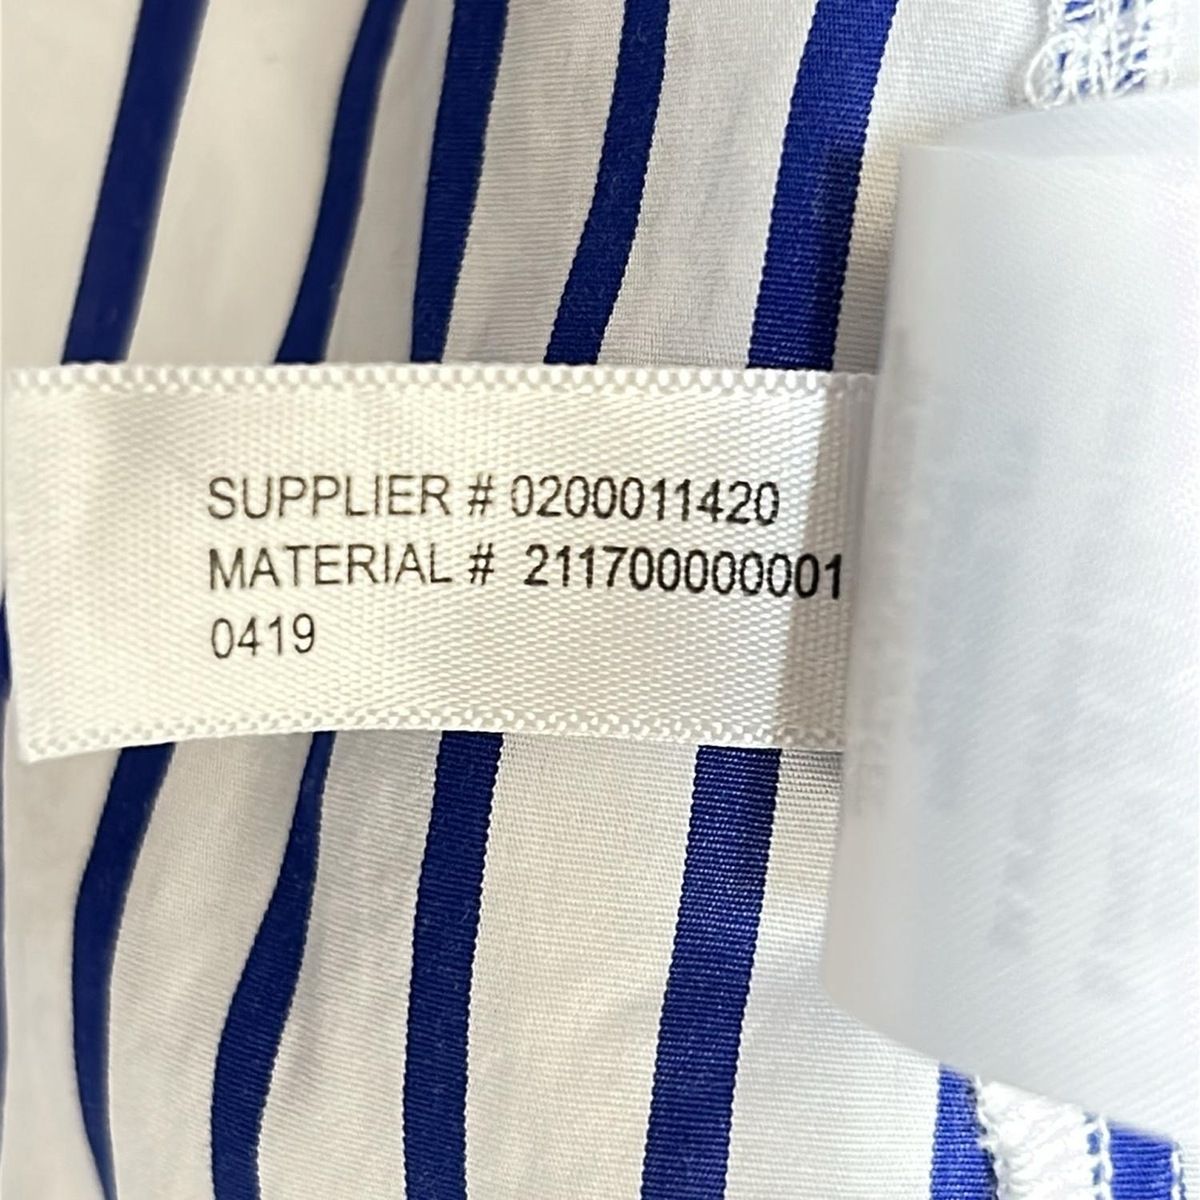 SUPPLIER # 0200011420
MATERIAL # 211700000001
0419